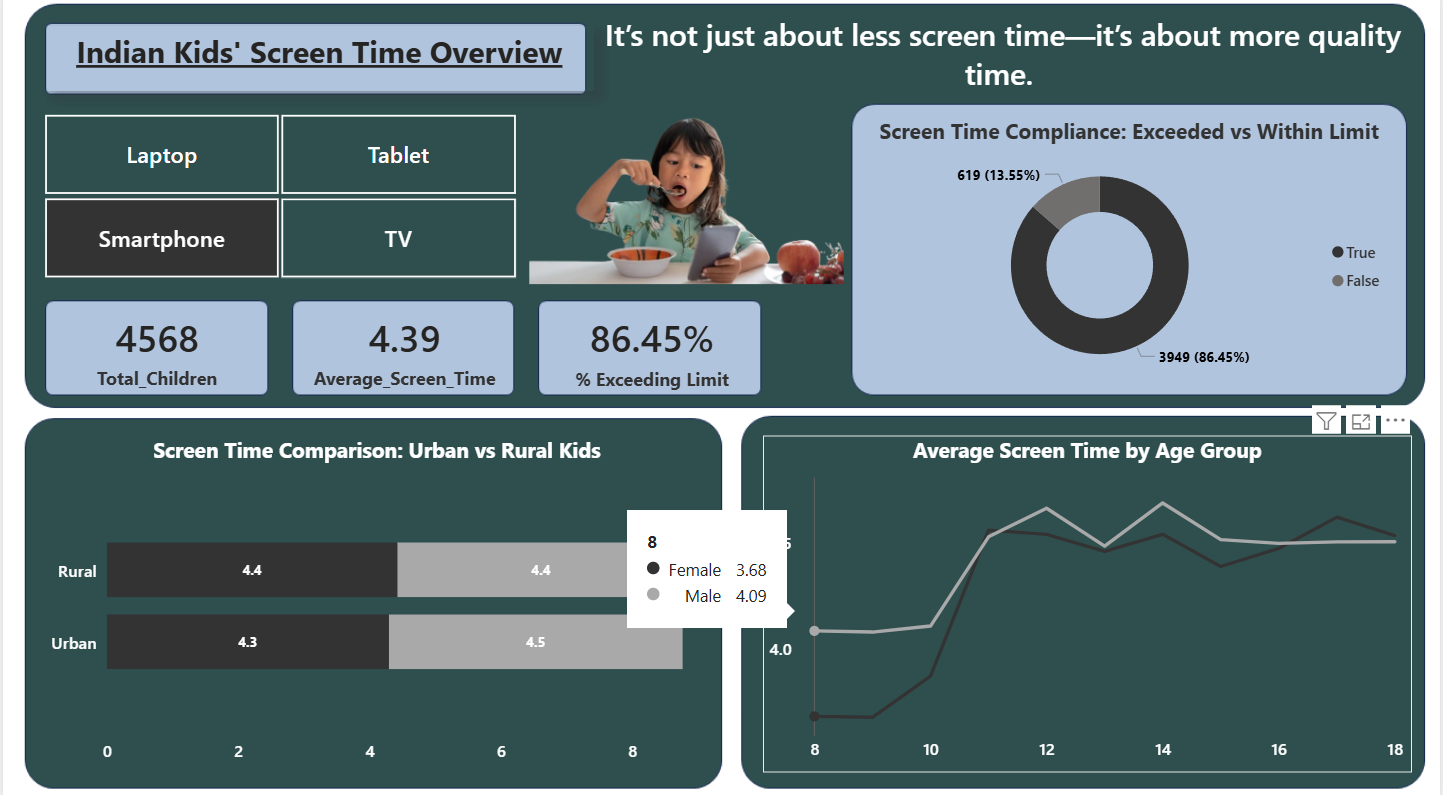 Indian Kids' Screen Time Overview
It's not just about less screen time—it's about more quality
time.
Laptop
Tablet
Smartphone
TV
4568
Total_Children
4.39
Average_Screen_Time
86.45%
% Exceeding Limit
Screen Time Compliance: Exceeded vs Within Limit
619 (13.55%)
3949 (86.45%)
True
False
Screen Time Comparison: Urban vs Rural Kids
Rural
4.4
4.4
Urban
4.3
4.5
0
2
4
6
8
8
Female 3.68
Male 4.09
Average Screen Time by Age Group
5
4.0
8
10
12
14
16
18